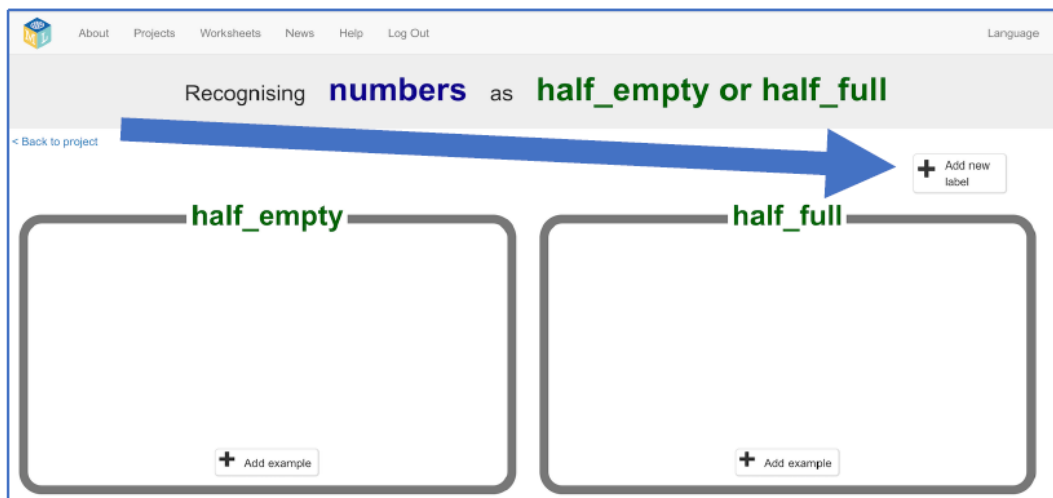 About Projects Worksheets News Help Log Out Language
Recognising numbers as half_empty or half_full
< Back to project
Add new
label
half_empty half_full
Add example Add example